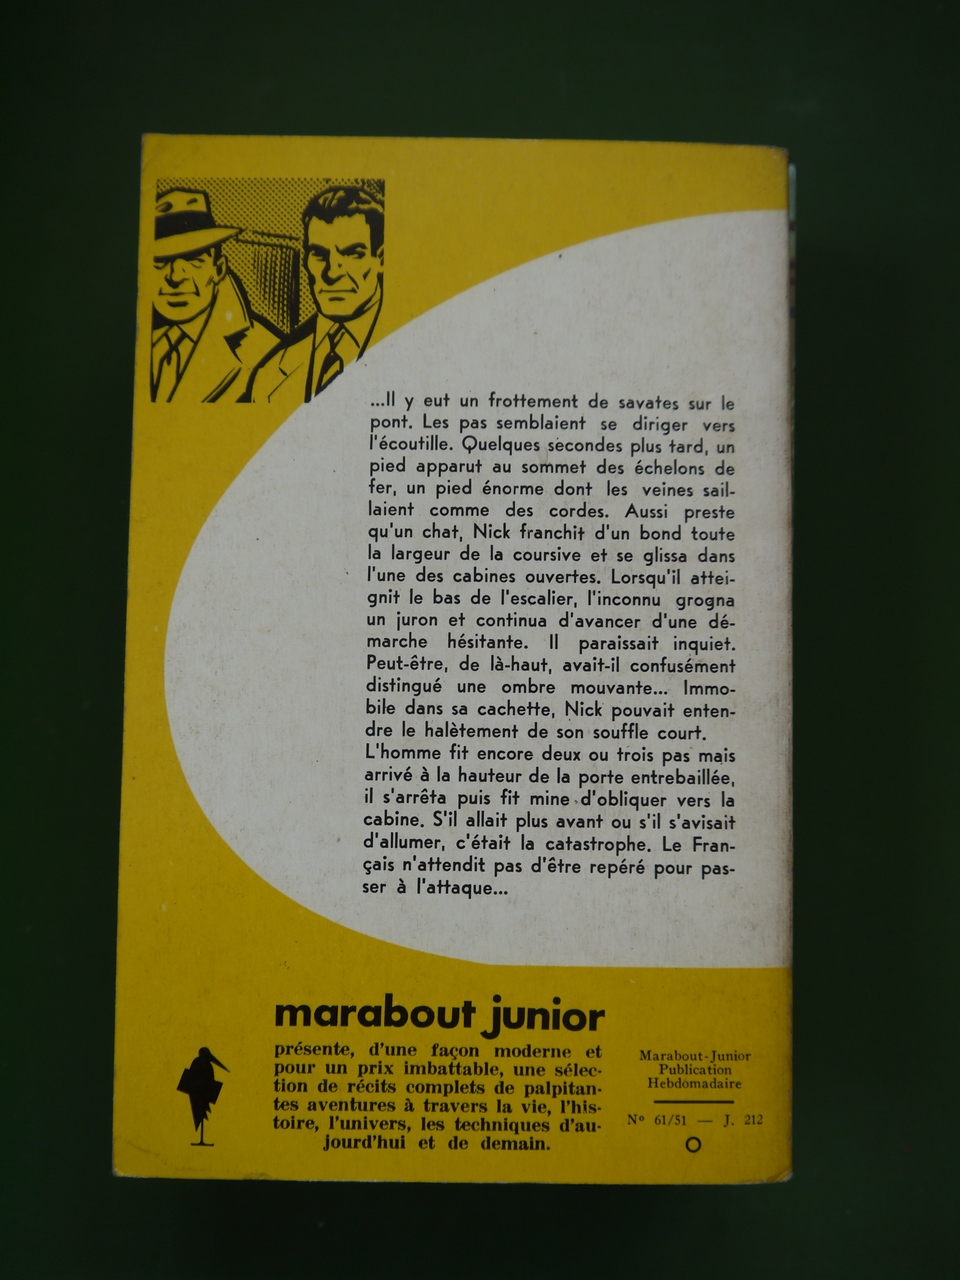 ...Il y eut un frottement de savates sur le
pont. Les pas semblaient se diriger vers
l'écoutille. Quelques secondes plus tard, un
pied apparut au sommet des échelons de
fer, un pied énorme dont les veines sail-
laient comme des cordes. Aussi preste
qu'un chat, Nick franchit d'un bond toute
la largeur de la coursive et se glissa dans
l'une des cabines ouvertes. Lorsqu'il attei-
gnit le bas de l'escalier, l'inconnu grogna
un juron et continua d'avancer d'une dé-
marche hésitante. Il paraissait inquiet.
Peut-être, de là-haut, avait-il confusément
distingué une ombre mouvante... Immo-
bile dans sa cachette, Nick pouvait enten-
dre le halètement de son souffle court.
L'homme fit encore deux ou trois pas mais
arrivé à la hauteur de la porte entrebaillée,
il s'arrêta puis fit mine d'obliquer vers la
cabine. S'il allait plus avant ou s'il s'avisait
d'allumer, c'était la catastrophe. Le Fran-
çais n'attendit pas d'être repéré pour pas-
ser à l'attaque...
marabout junior
présente, d'une façon moderne et
pour un prix imbattable, une sélec-
tion de récits complets de palpitan-
tes aventures à travers la vie, l'his-
toire, l'univers, les techniques d'au-
jourd'hui et de demain.
Marabout-Junior
Publication
Hebdomadaire
N° 61/51 — J. 212